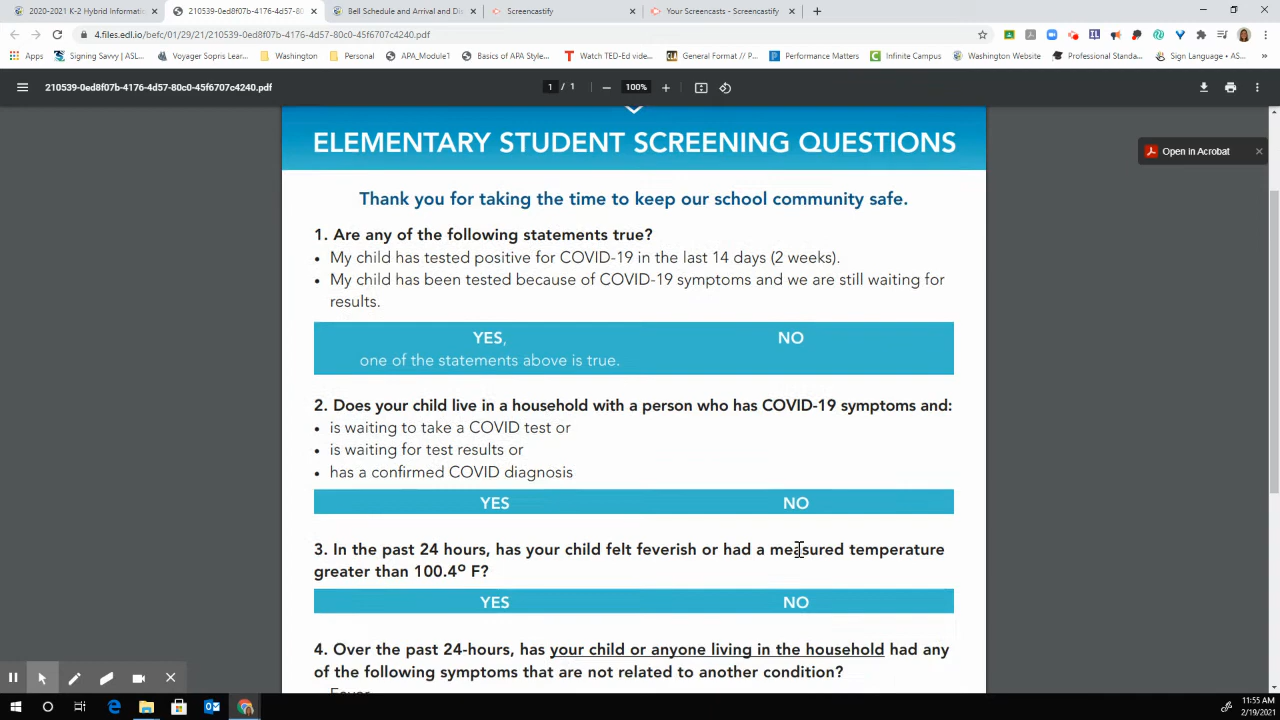 2020-2021 K-2 Hybrid Informati
210539-0ed8f07b-4176-4d57-80
Bell Schedule and Arrival and Di
Screencastify
Your Screencasts - Screencastify
4.files.edl.io/befc/01/29/21/210539-0ed8f07b-4176-4d57-80c0-45f6707c4240.pdf
Apps
Signing Savvy | ASL...
Voyager Sopris Lear...
Washington
Personal
APA_Module1
Basics of APA Style...
Watch TED-Ed video...
General Format // P...
Performance Matters
Infinite Campus
Washington Website
Professional Standa...
Sign Language • AS...
210539-0ed8f07b-4176-4d57-80c0-45f6707c4240.pdf
1 / 1
100%
Open in Acrobat
ELEMENTARY STUDENT SCREENING QUESTIONS
Thank you for taking the time to keep our school community safe.
1. Are any of the following statements true?
• My child has tested positive for COVID-19 in the last 14 days (2 weeks).
• My child has been tested because of COVID-19 symptoms and we are still waiting for
results.
YES, NO
one of the statements above is true.
2. Does your child live in a household with a person who has COVID-19 symptoms and:
• is waiting to take a COVID test or
• is waiting for test results or
• has a confirmed COVID diagnosis
YES NO
3. In the past 24 hours, has your child felt feverish or had a measured temperature
greater than 100.4º F?
YES NO
4. Over the past 24-hours, has your child or anyone living in the household had any
of the following symptoms that are not related to another condition?
Fever
11:55 AM
2/19/2021